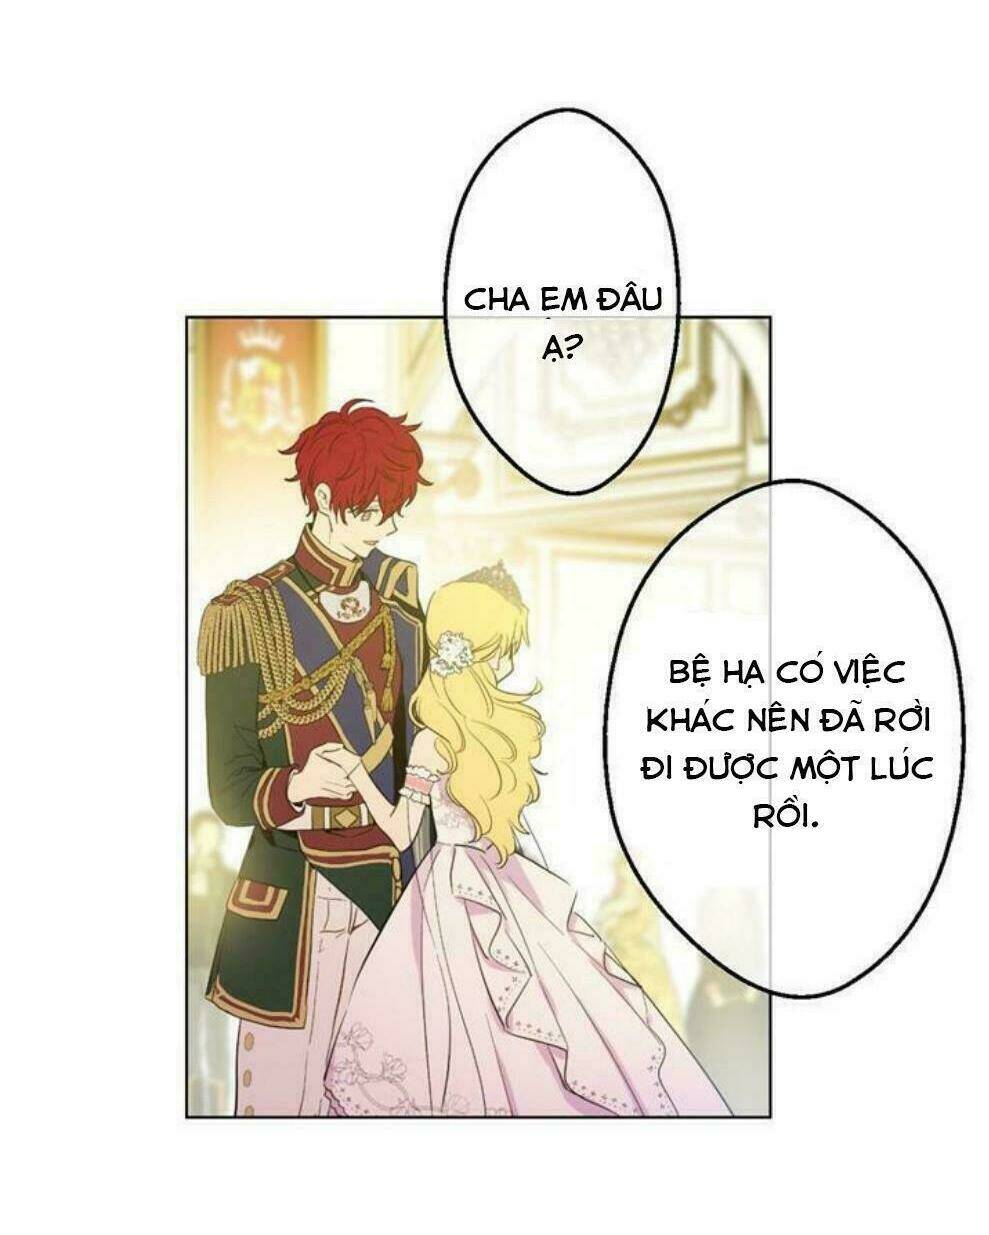 CHA EM ĐÂU
Ạ?
BỆ HẠ CÓ VIỆC
KHÁC NÊN ĐÃ RỜI
ĐI ĐƯỢC MỘT LÚC
RỒI.